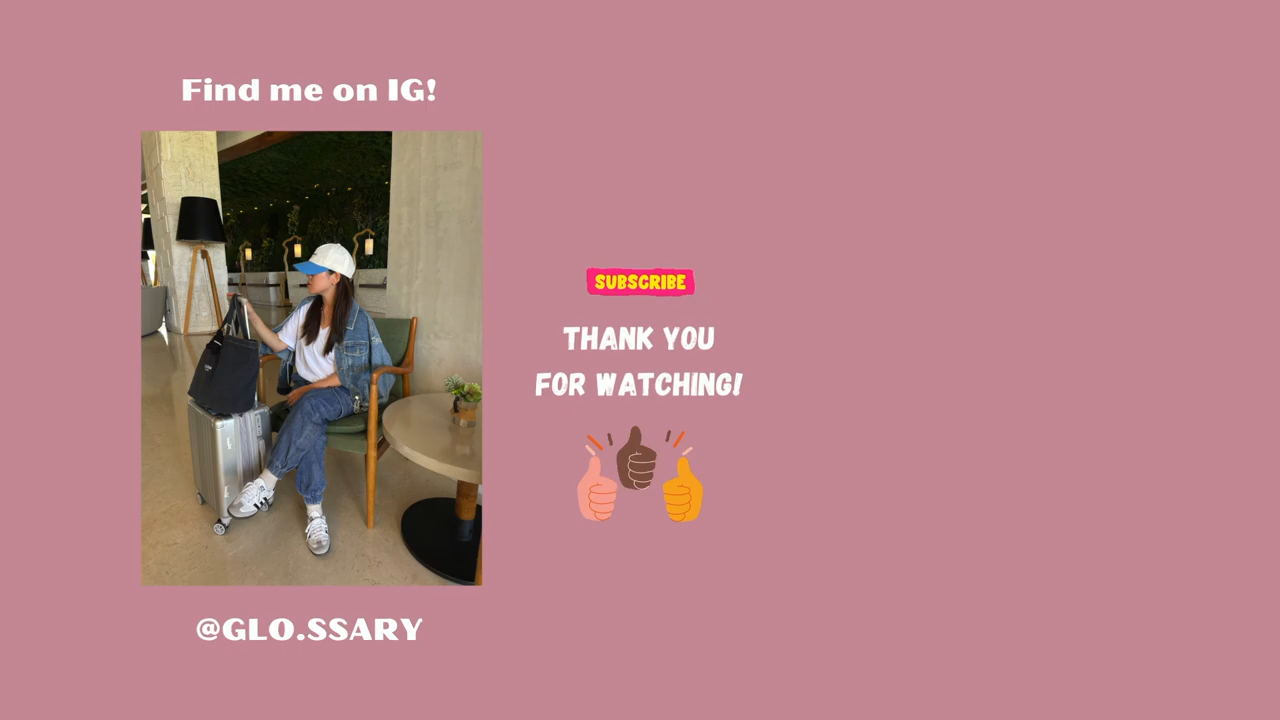 Find me on IG!
@GLO.SSARY
SUBSCRIBE
THANK YOU
FOR WATCHING!